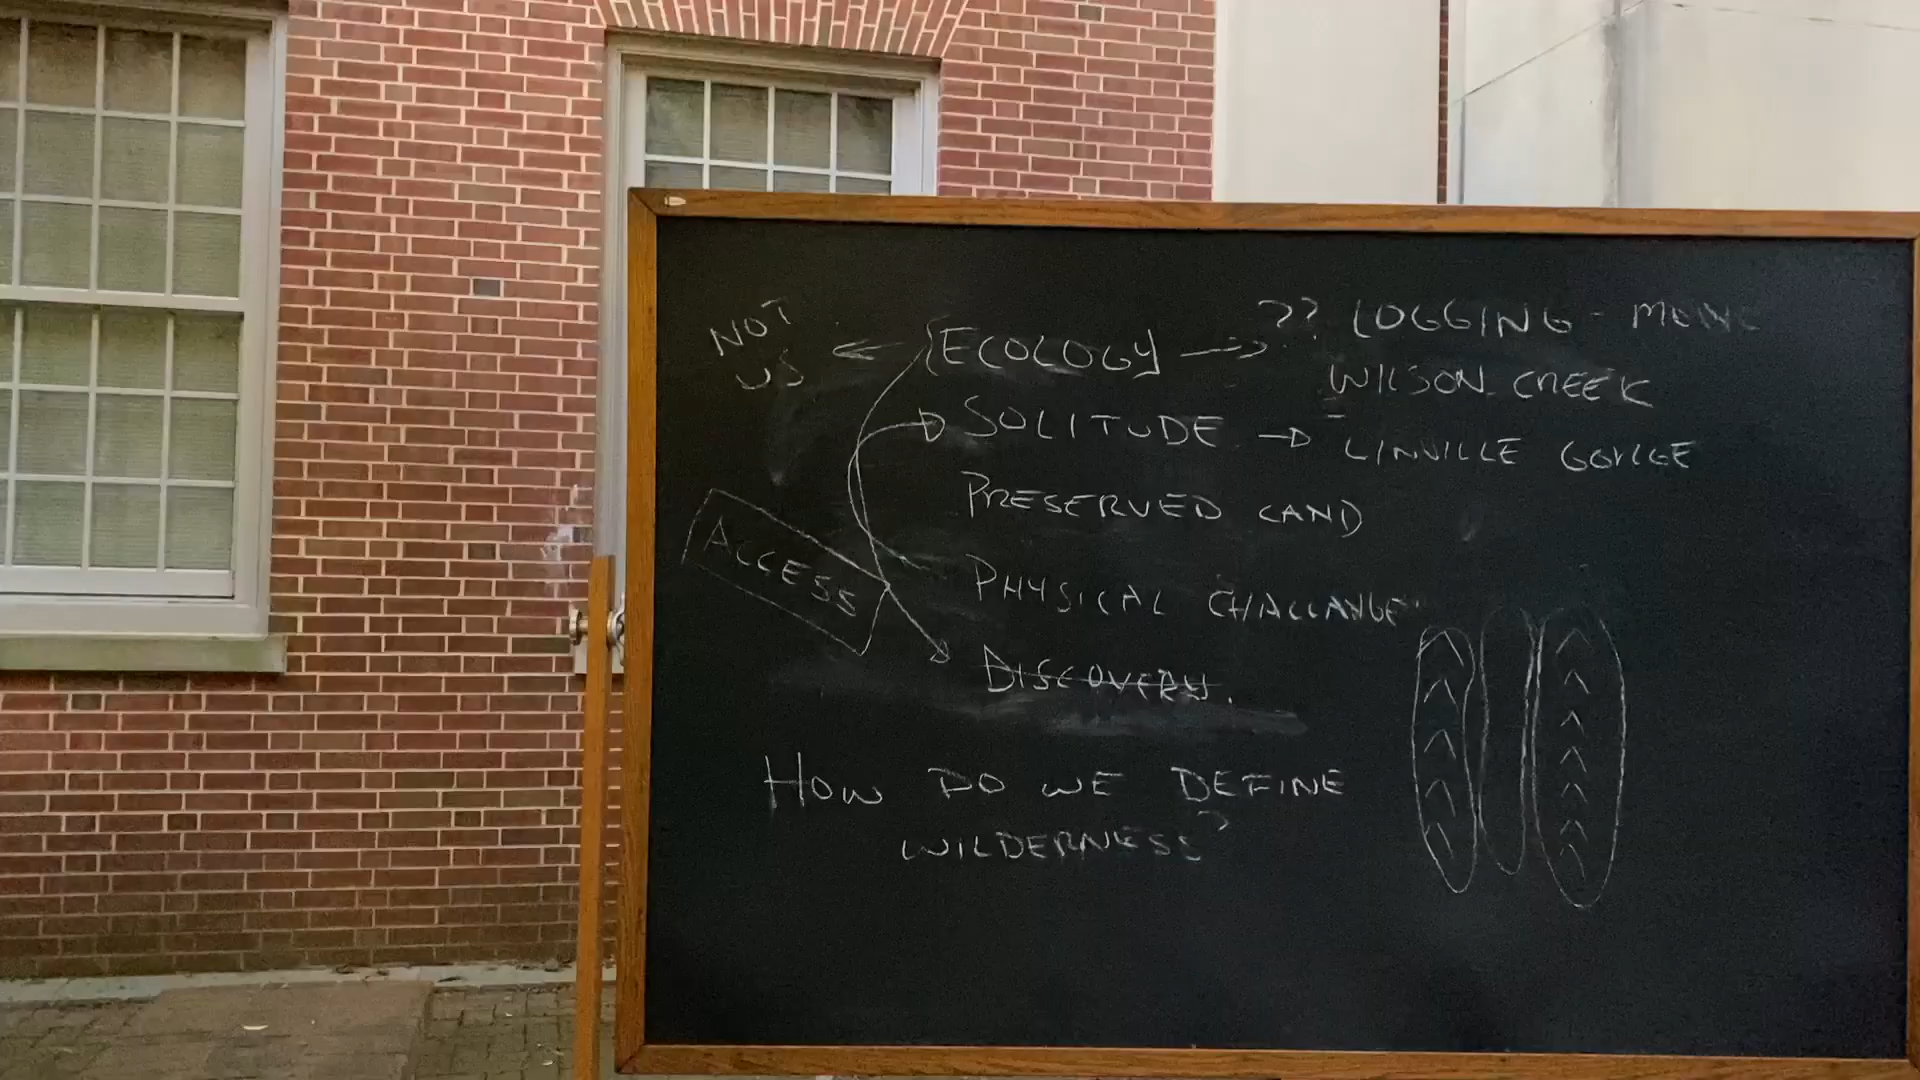 NOT
US
[ECOLOGY]
?? LOGGING -
WILSON CREEK
SOLITUDE
LINVILLE GORGE
PRESERVED LAND
ACCESS
PHYSICAL CHALLANGE
DISCOVERY.
HOW DO WE DEFINE
WILDERNESS?